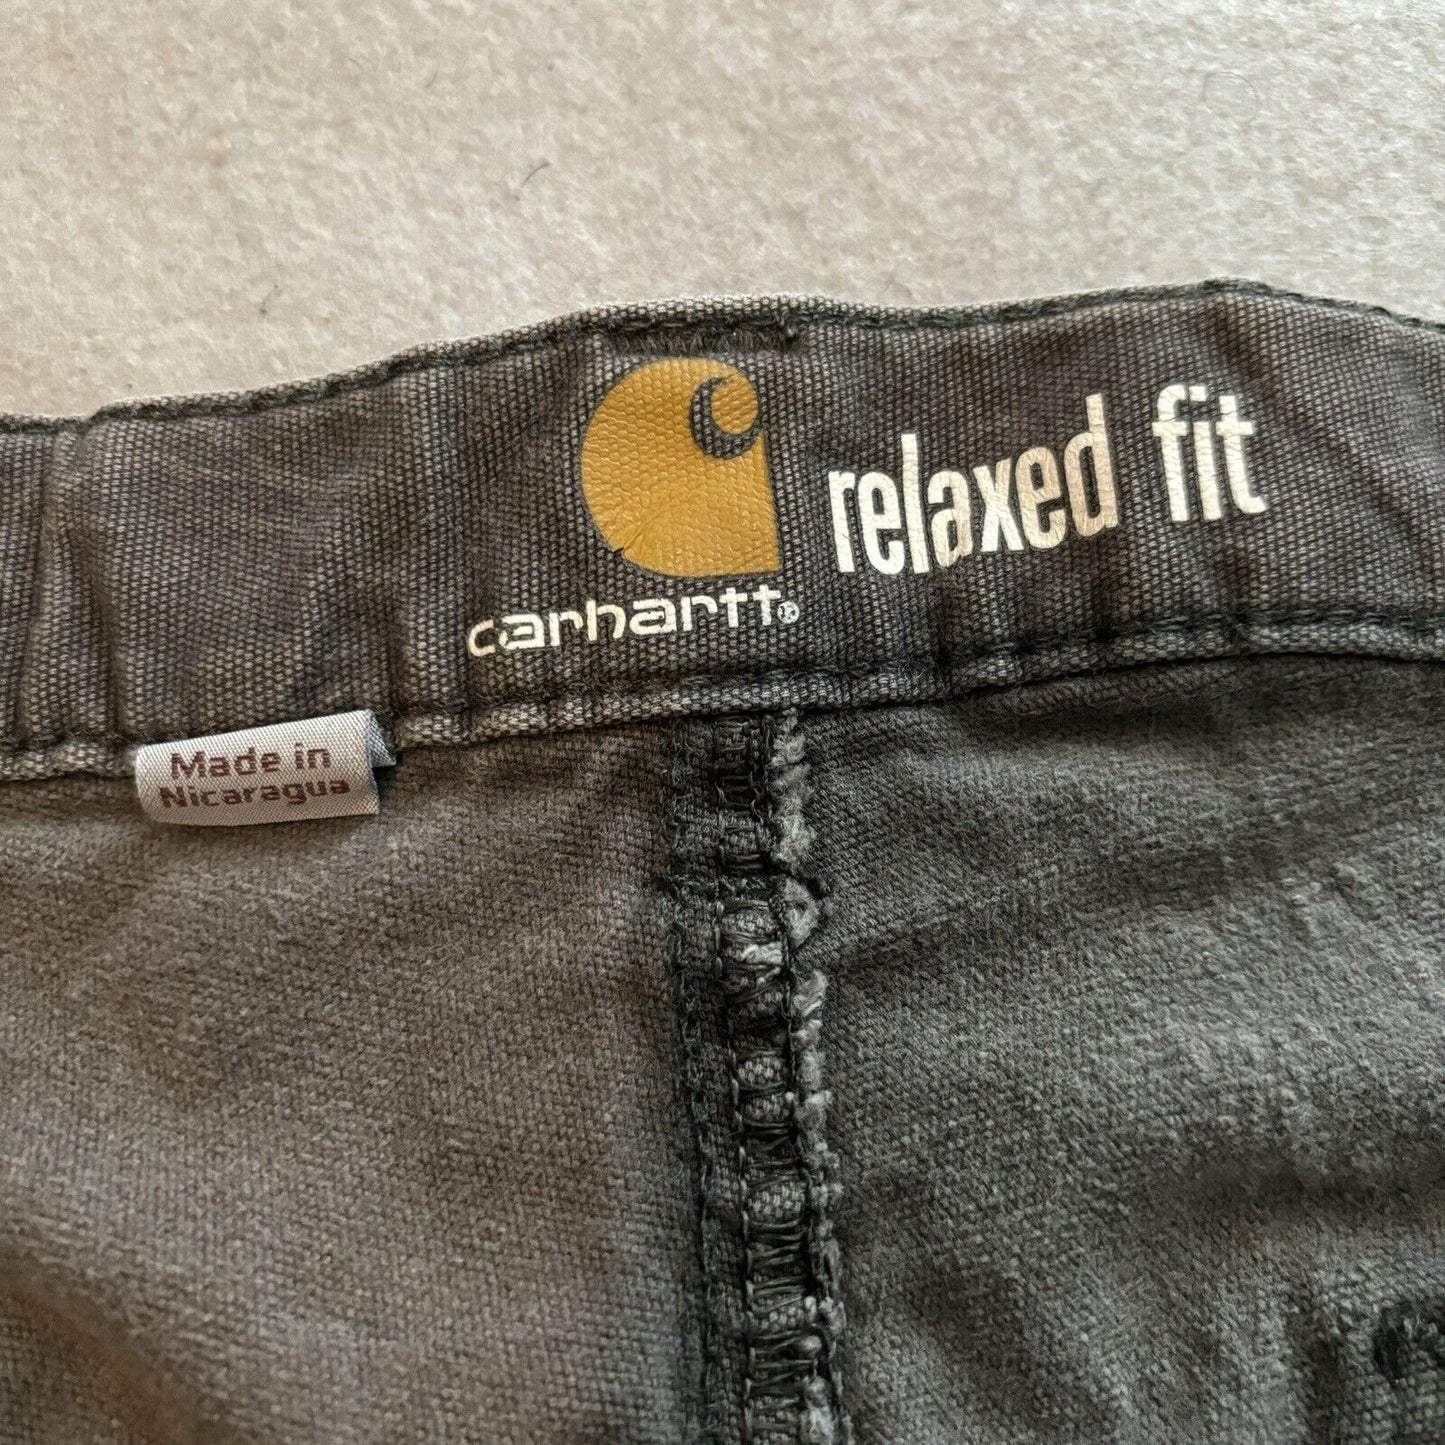 relaxed fit
carhartt®
Made in
Nicaragua